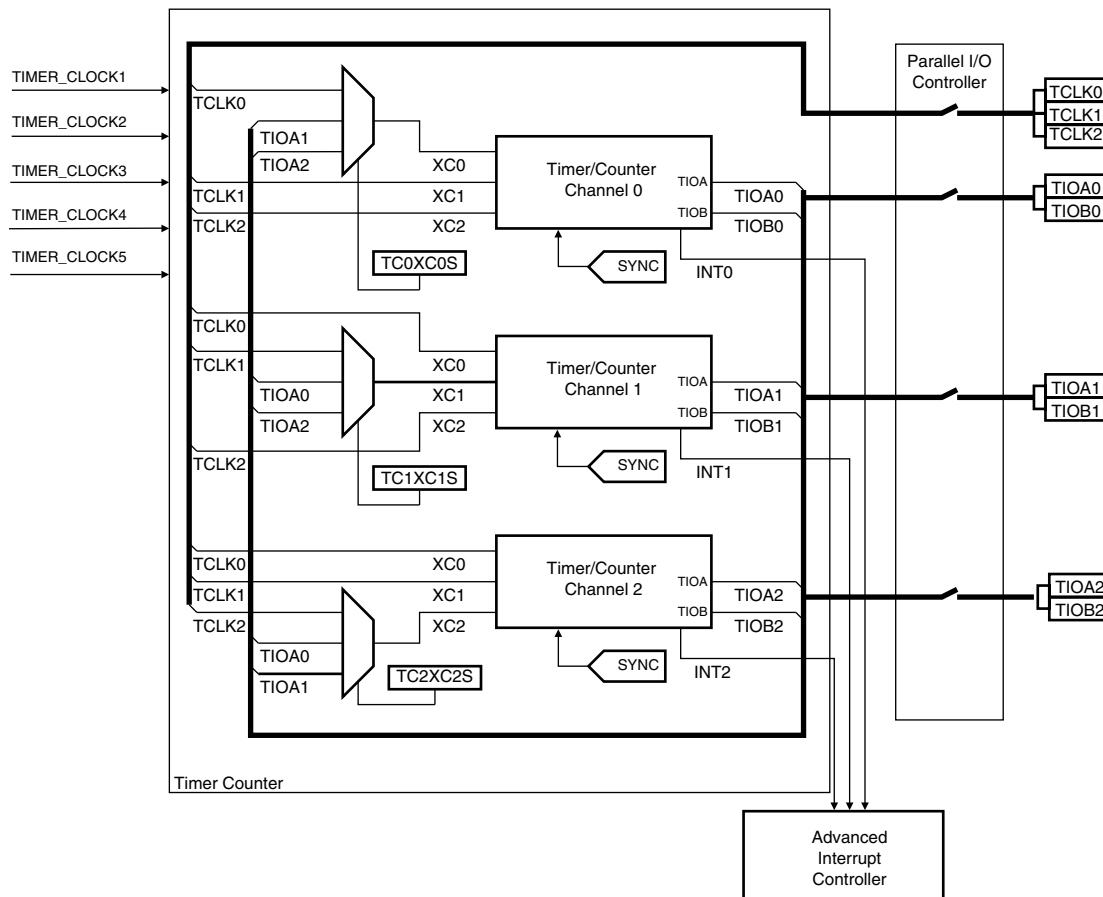 TIMER_CLOCK1
TIMER_CLOCK2
TIMER_CLOCK3
TIMER_CLOCK4
TIMER_CLOCK5
TCLK0
TIOA1
TIOA2
TCLK1
TCLK2
XC0
XC1
XC2
TC0XC0S
Timer/Counter
Channel 0
TIOA
TIOB
TIOA0
TIOB0
SYNC
INT0
TCLK0
TCLK1
TIOA0
TIOA2
TCLK2
XC0
XC1
XC2
TC1XC1S
Timer/Counter
Channel 1
TIOA
TIOB
TIOA1
TIOB1
SYNC
INT1
TCLK0
TCLK1
TCLK2
TIOA0
TIOA1
XC0
XC1
XC2
TC2XC2S
Timer/Counter
Channel 2
TIOA
TIOB
TIOA2
TIOB2
SYNC
INT2
Timer Counter
Parallel I/O
Controller
TCLK0
TCLK1
TCLK2
TIOA0
TIOB0
TIOA1
TIOB1
TIOA2
TIOB2
Advanced
Interrupt
Controller